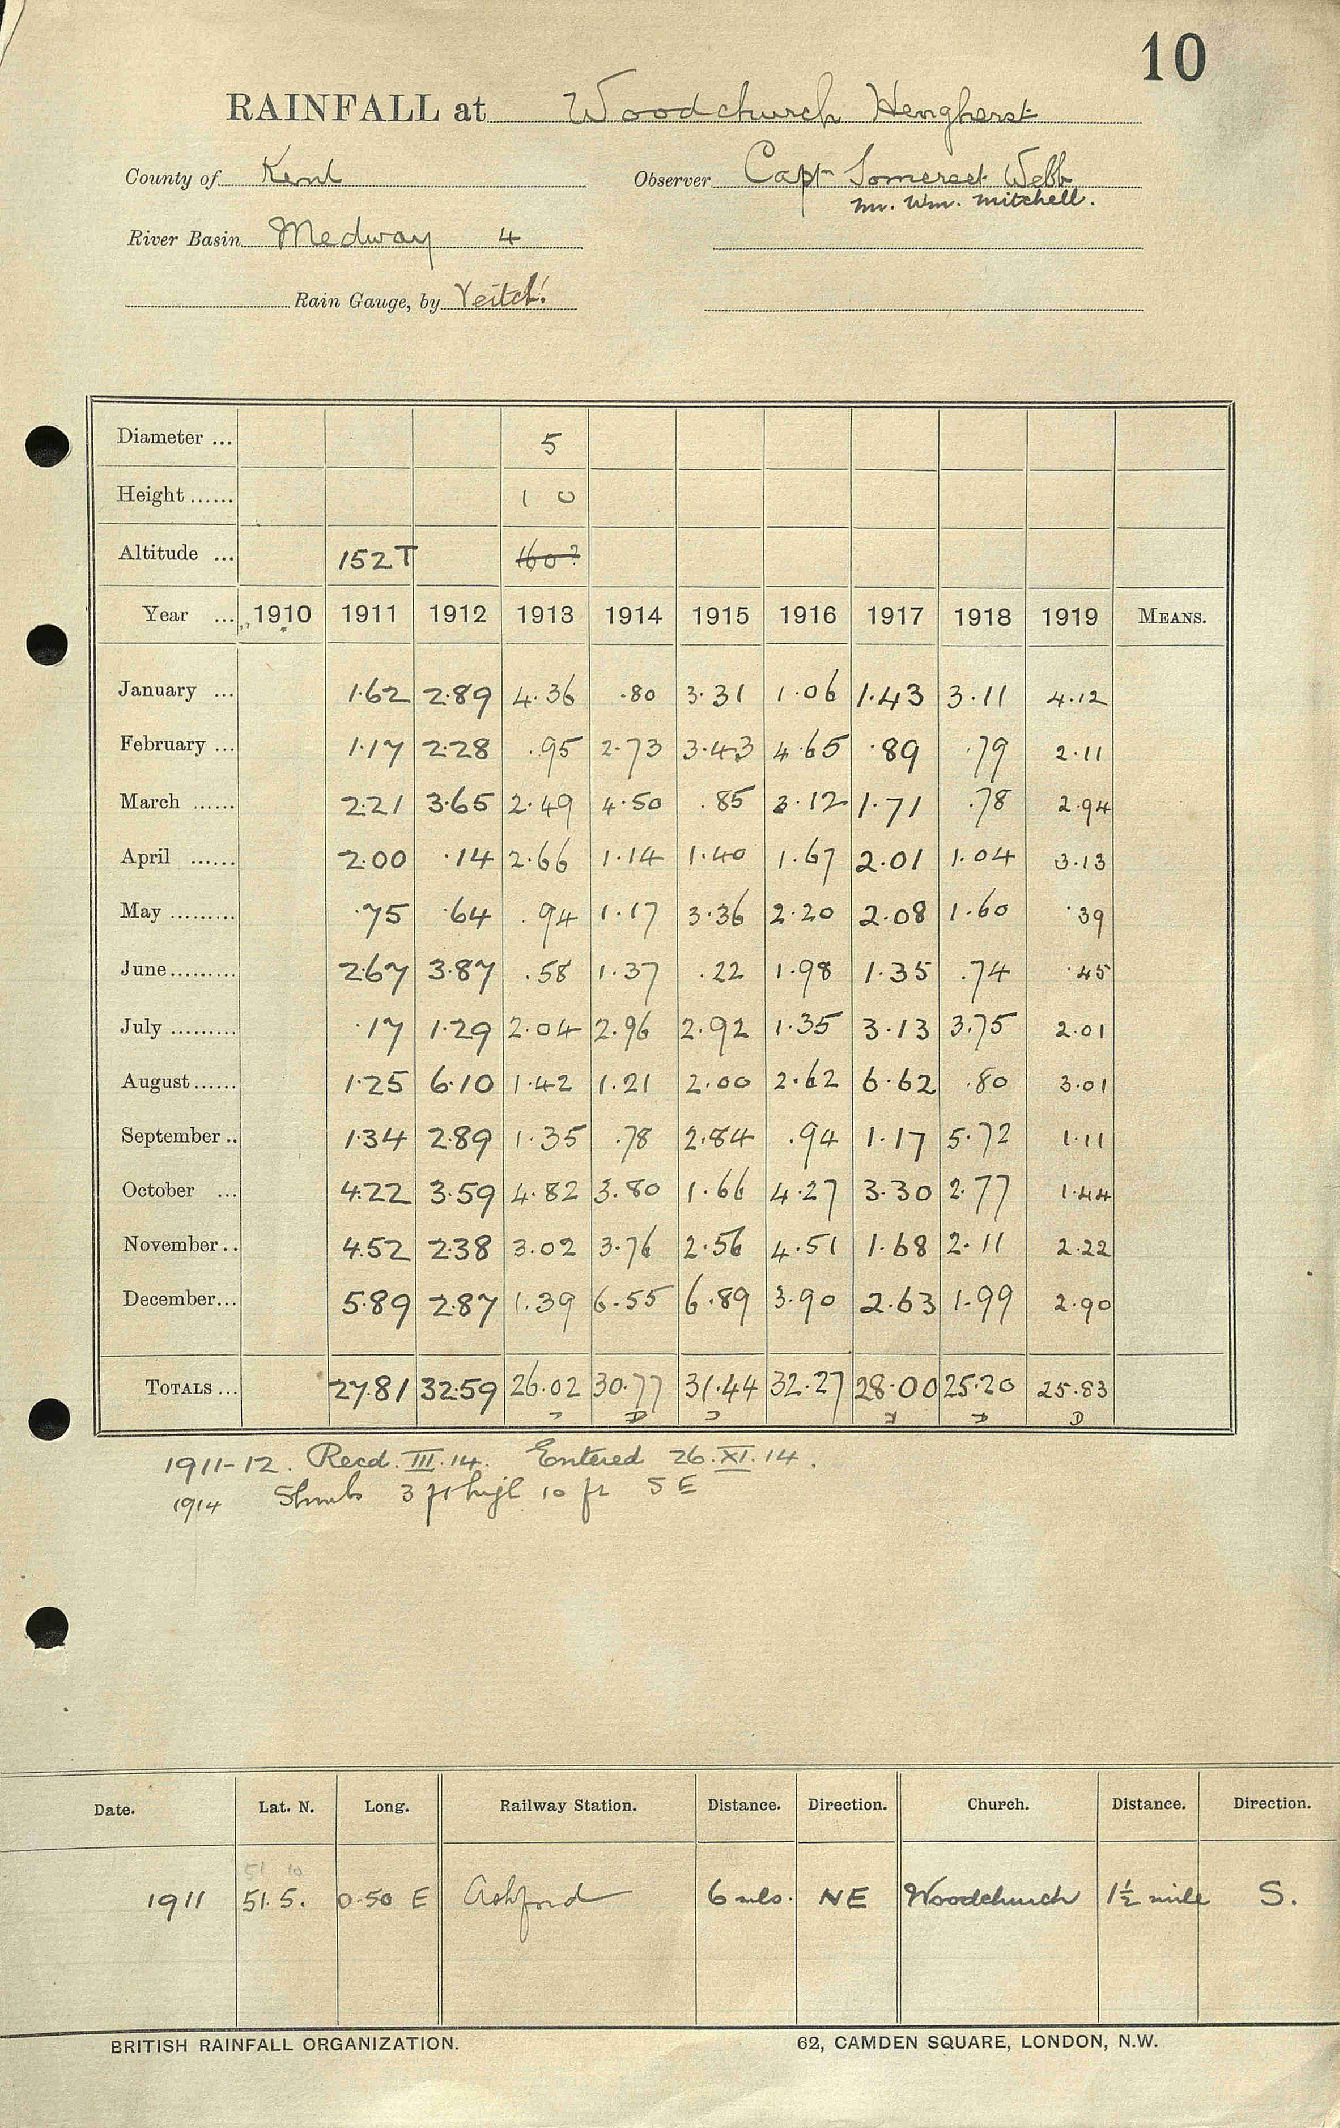 10
RAINFALL at Woodchurch Henghurst
County of Kent Observer Capt Somerset Webb
Mr. Wm. Mitchell.
River Basin Medway 4
Rain Gauge, by Veitch
Diameter ... 5
Height ...... 1 0
Altitude ... 152T 160?
Year ... 1910 1911 1912 1913 1914 1915 1916 1917 1918 1919 MEANS.
January ... 1.62 2.89 4.36 .80 3.31 1.06 1.43 3.11 4.12
February ... 1.17 2.28 .95 2.73 3.43 4.65 .89 .79 2.11
March ...... 2.21 3.65 2.49 4.50 .85 3.12 1.71 .78 2.94
April ...... 2.00 .14 2.66 1.14 1.40 1.67 2.01 1.04 3.13
May ......... .75 .64 .94 1.17 3.36 2.20 2.08 1.60 .39
June ......... 2.67 3.87 .58 1.37 .22 1.98 1.35 .74 .45
July ......... .17 1.29 2.04 2.96 2.92 1.35 3.13 3.75 2.01
August ...... 1.25 6.10 1.42 1.21 2.00 2.62 6.62 .80 3.01
September .. 1.34 2.89 1.35 .78 2.84 .94 1.17 5.72 1.11
October ... 4.22 3.59 4.82 3.80 1.66 4.27 3.30 2.77 1.44
November .. 4.52 2.38 3.02 3.76 2.56 4.51 1.68 2.11 2.22
December ... 5.89 2.87 1.39 6.55 6.89 3.90 2.63 1.99 2.90
TOTALS ... 27.81 32.59 26.02 30.77 31.44 32.27 28.00 25.20 25.83
1911-12. Recd. III.14. Entered 26.XI.14.
1914 Shrubs 3 ft high 10 ft SE
Date. Lat. N. Long. Railway Station. Distance. Direction. Church. Distance. Direction.
51 10
1911 51.5. 0.50 E Ashford 6 mls. NE Woodchurch 1½ mile S.
BRITISH RAINFALL ORGANIZATION. 62, CAMDEN SQUARE, LONDON, N.W.